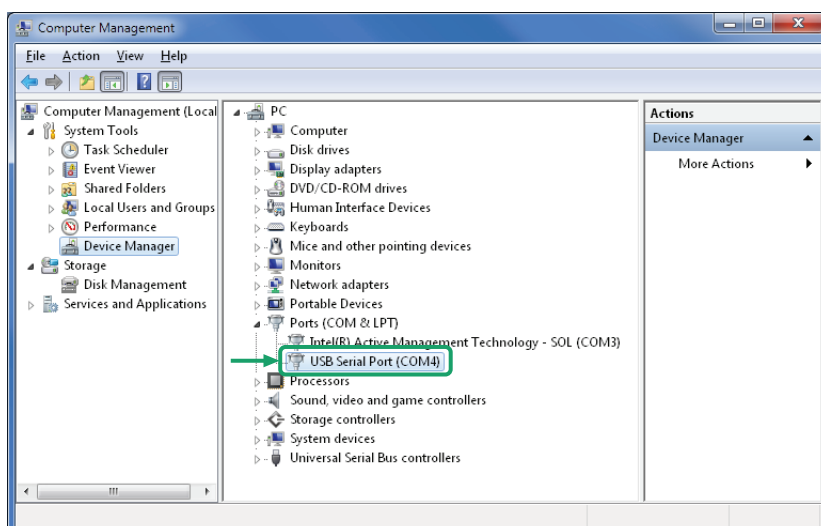 Computer Management
File Action View Help
Computer Management (Local
System Tools
Task Scheduler
Event Viewer
Shared Folders
Local Users and Groups
Performance
Device Manager
Storage
Disk Management
Services and Applications
PC
Computer
Disk drives
Display adapters
DVD/CD-ROM drives
Human Interface Devices
Keyboards
Mice and other pointing devices
Monitors
Network adapters
Portable Devices
Ports (COM & LPT)
Intel(R) Active Management Technology - SOL (COM3)
USB Serial Port (COM4)
Processors
Sound, video and game controllers
Storage controllers
System devices
Universal Serial Bus controllers
Actions
Device Manager
More Actions